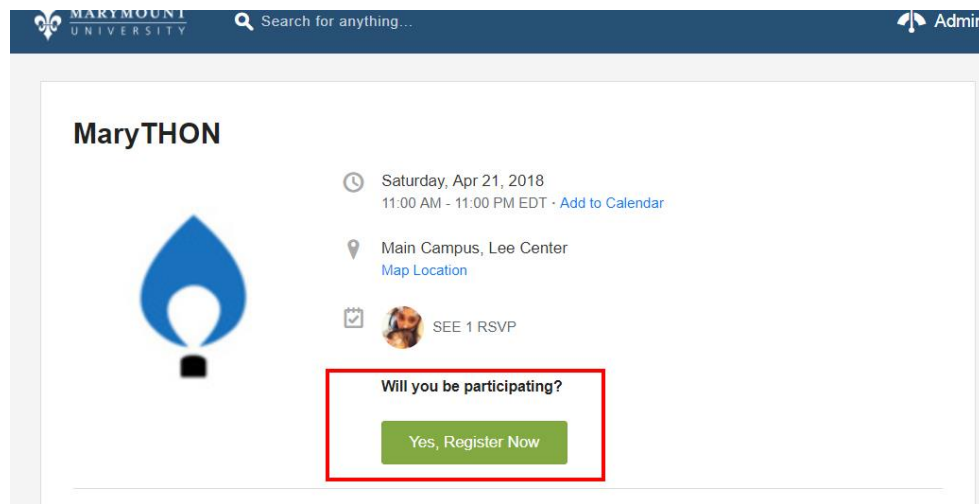 MARYMOUNT
UNIVERSITY
Search for anything...
Admin
MaryTHON
Saturday, Apr 21, 2018
11:00 AM - 11:00 PM EDT · Add to Calendar
Main Campus, Lee Center
Map Location
SEE 1 RSVP
Will you be participating?
Yes, Register Now